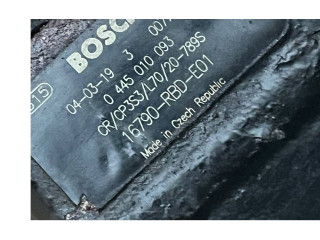 BOSCH
04-03-19 3 00/
0 445 010 093
CR/CP3S3/L70/20-789S
16790-RBD-E01
Made in Czech Republic